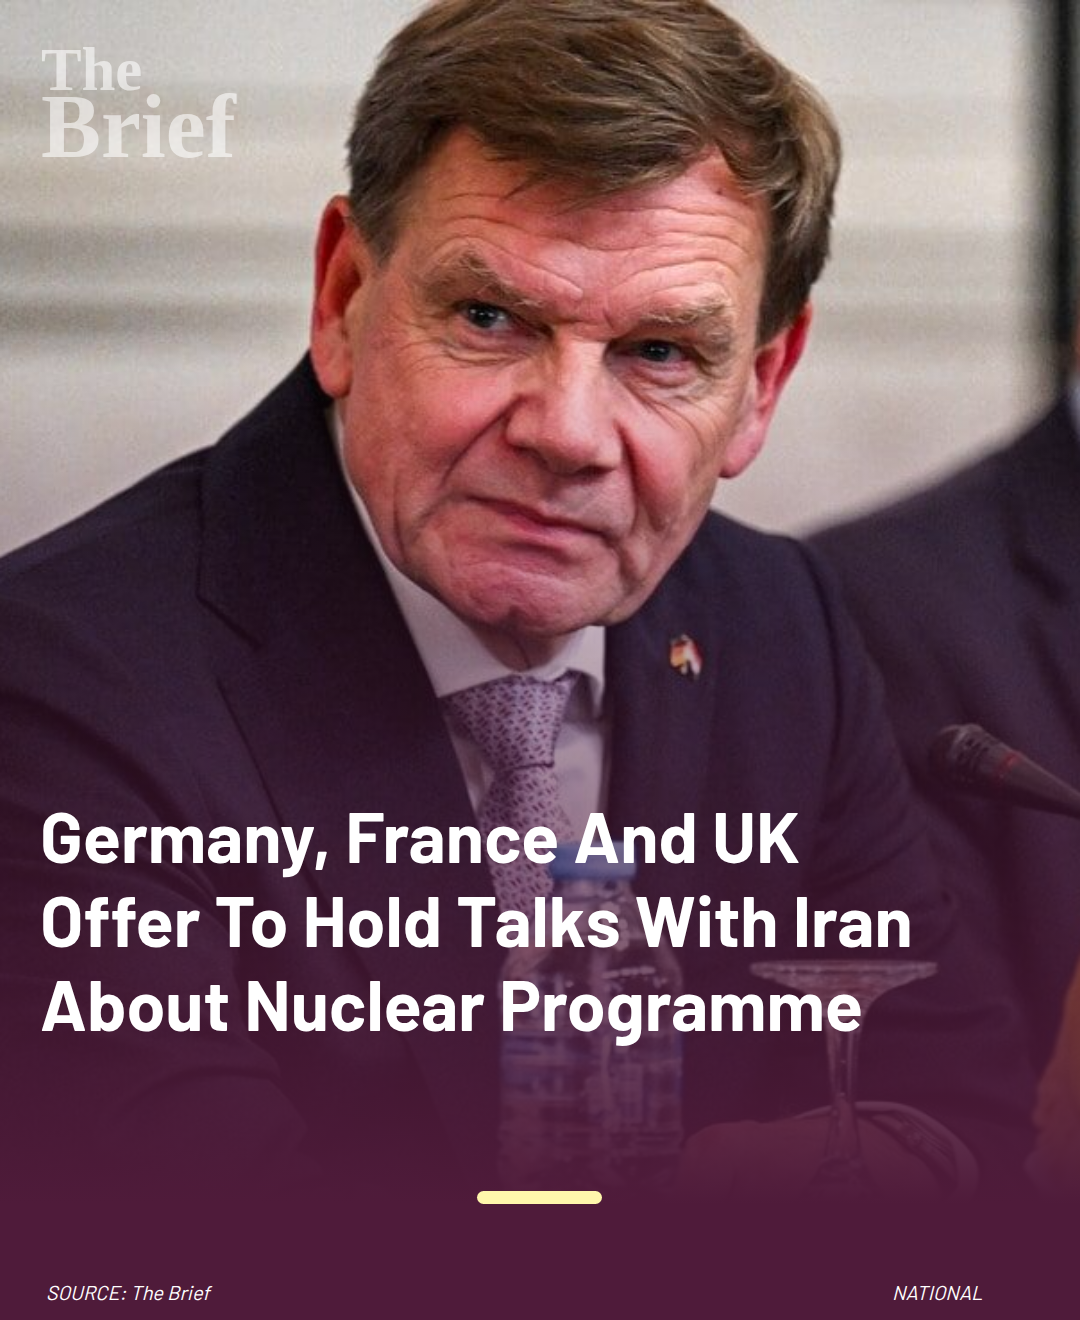 The
Brief
Germany, France And UK
Offer To Hold Talks With Iran
About Nuclear Programme
SOURCE: The Brief
NATIONAL